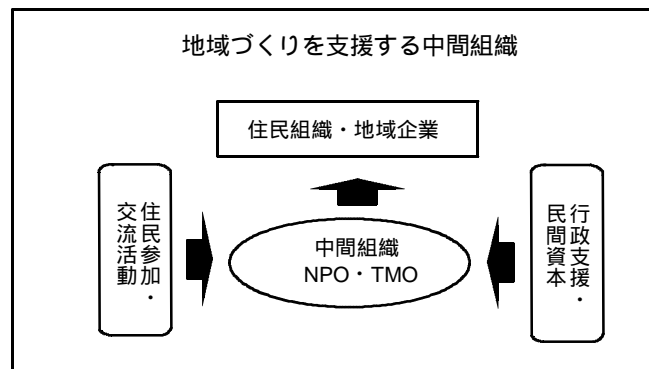 地域づくりを支援する中間組織
住民組織・地域企業
住民参加・
交流活動
中間組織
NPO・TMO
行政支援・
民間資本